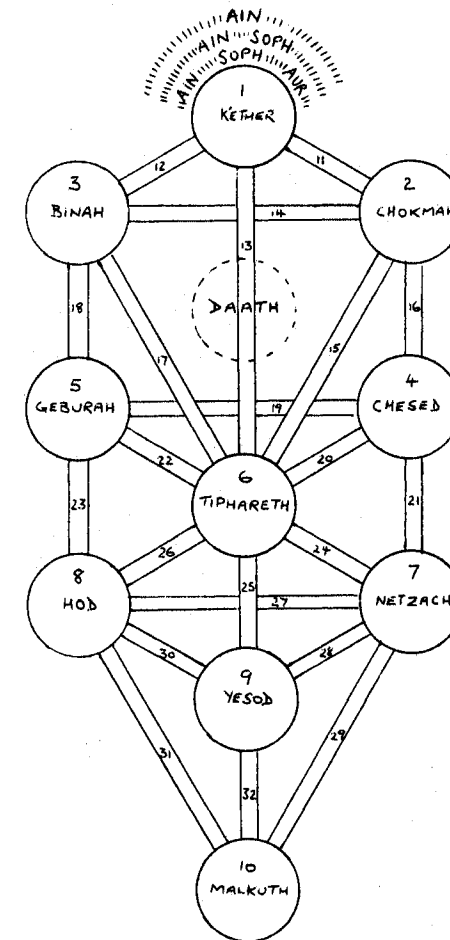 AIN
AIN SOPH
AIN SOPH AUR
1
KETHER
12
11
3
BINAH
2
CHOKMAH
14
13
DAATH
18
16
17
15
5
GEBURAH
4
CHESED
19
22
20
6
TIPHARETH
23
21
26
24
8
HOD
7
NETZACH
25
27
30
28
9
YESOD
31
29
32
10
MALKUTH